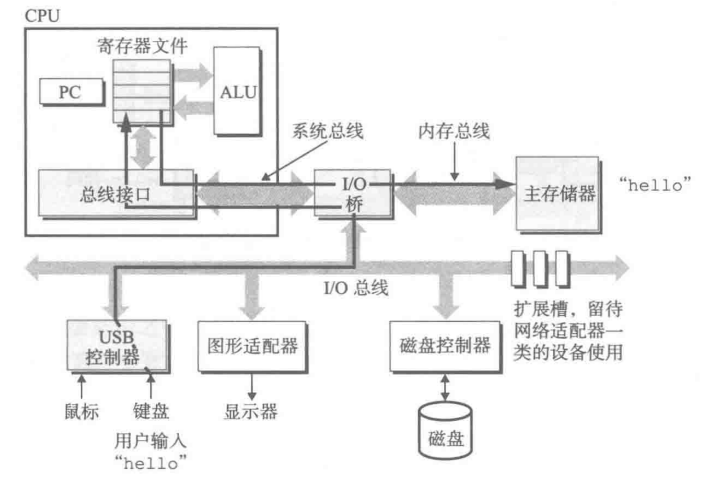 CPU
寄存器文件
PC
ALU
系统总线
内存总线
总线接口
I/O
桥
主存储器
“hello”
I/O 总线
扩展槽，留待
网络适配器一
类的设备使用
USB
控制器
图形适配器
磁盘控制器
鼠标
键盘
显示器
磁盘
用户输入
“hello”